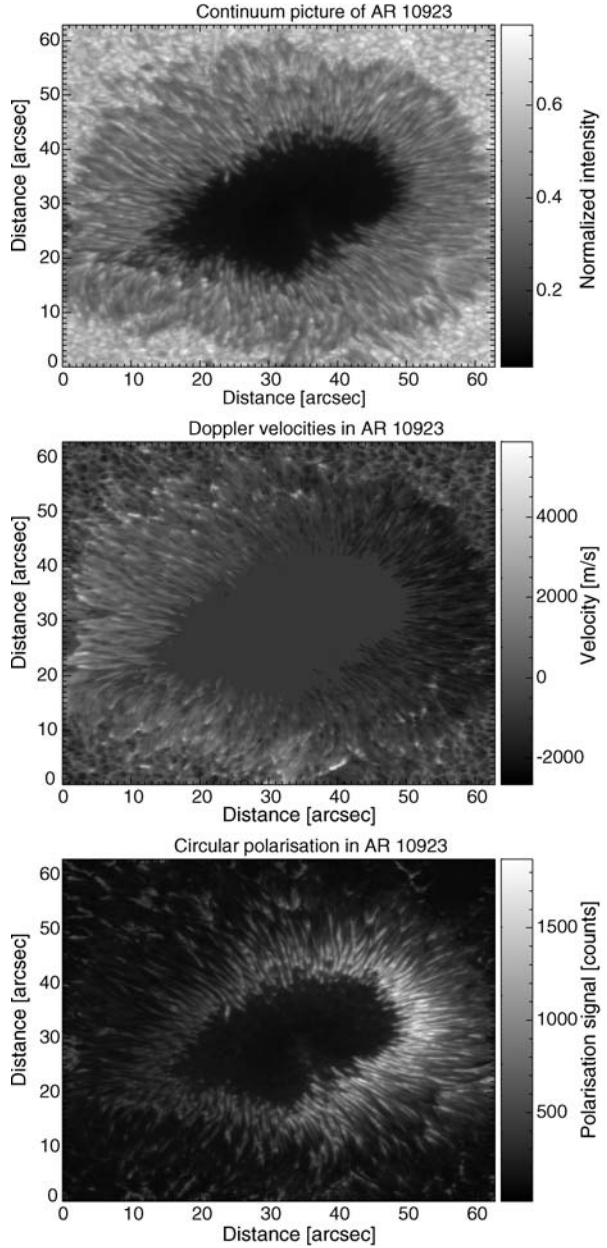 Continuum picture of AR 10923
Distance [arcsec]
60
50
40
30
20
10
0
0 10 20 30 40 50 60
Distance [arcsec]
0.6
0.4
0.2
Normalized intensity
Doppler velocities in AR 10923
Distance [arcsec]
60
50
40
30
20
10
0
0 10 20 30 40 50 60
Distance [arcsec]
4000
2000
0
-2000
Velocity [m/s]
Circular polarisation in AR 10923
Distance [arcsec]
60
50
40
30
20
10
0
0 10 20 30 40 50 60
Distance [arcsec]
1500
1000
500
Polarisation signal [counts]